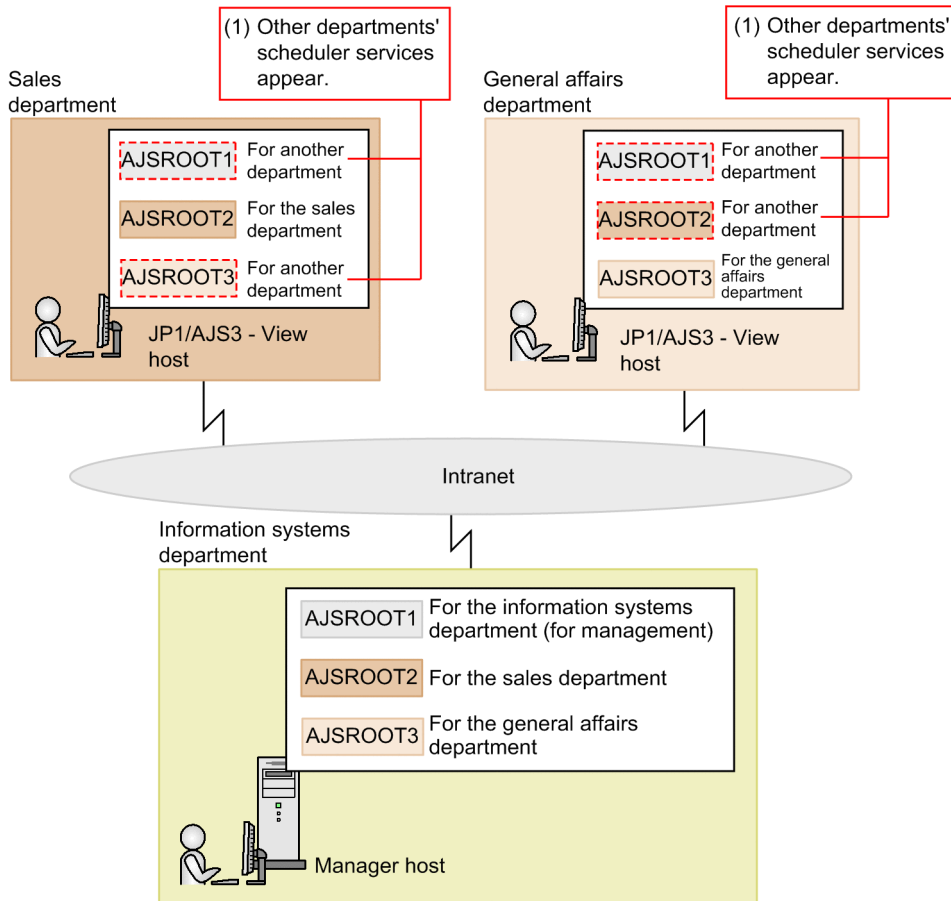 (1) Other departments'
scheduler services
appear.
Sales
department
AJSROOT1
For another
department
AJSROOT2
For the sales
department
AJSROOT3
For another
department
JP1/AJS3 - View
host
(1) Other departments'
scheduler services
appear.
General affairs
department
AJSROOT1
For another
department
AJSROOT2
For another
department
AJSROOT3
For the general
affairs
department
JP1/AJS3 - View
host
Intranet
Information systems
department
AJSROOT1
For the information systems
department (for management)
AJSROOT2
For the sales department
AJSROOT3
For the general affairs
department
Manager host